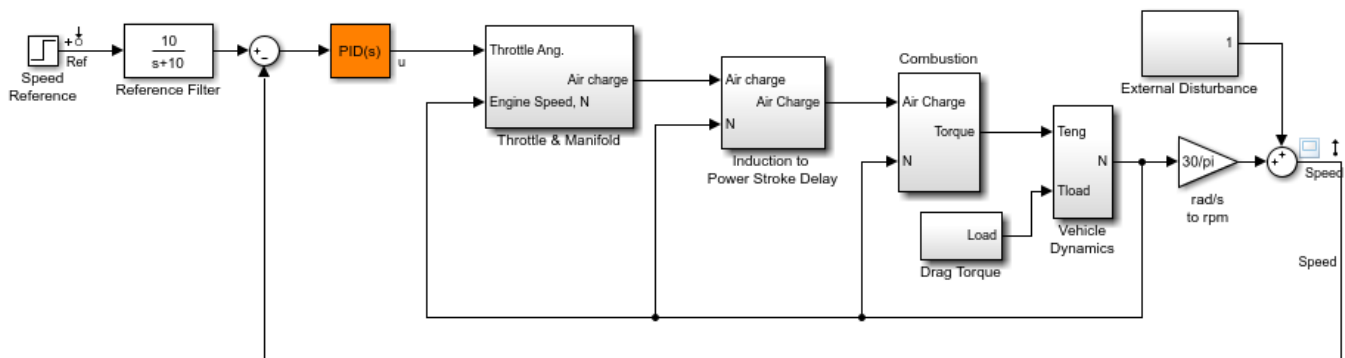 Speed
Reference
+
Ref
10
s+10
Reference Filter
+
−
PID(s)
u
Throttle Ang.
Air charge
Engine Speed, N
Throttle & Manifold
Air charge
Air Charge
N
Induction to
Power Stroke Delay
Combustion
Air Charge
Torque
N
Load
Drag Torque
Teng
N
Tload
Vehicle
Dynamics
30/pi
rad/s
to rpm
1
External Disturbance
+
+
Speed
Speed